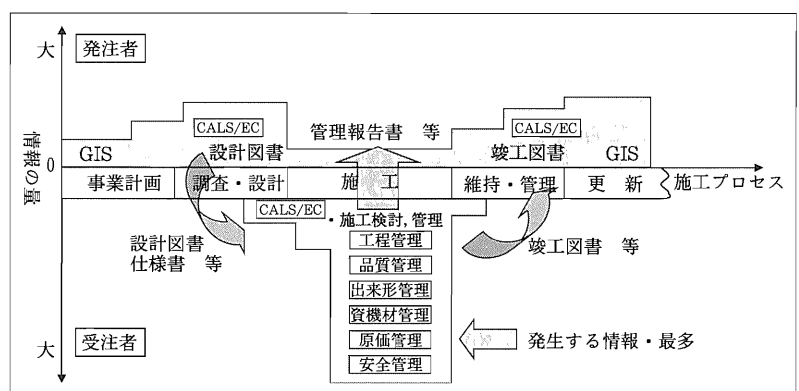 大
発注者
CALS/EC
管理報告書 等
CALS/EC
GIS
設計図書
竣工図書
GIS
情報の量
0
事業計画
調査・設計
施 工
維持・管理
更 新
施工プロセス
CALS/EC
・施工検討,管理
設計図書
仕様書 等
工程管理
竣工図書 等
品質管理
出来形管理
資機材管理
大
受注者
原価管理
発生する情報・最多
安全管理